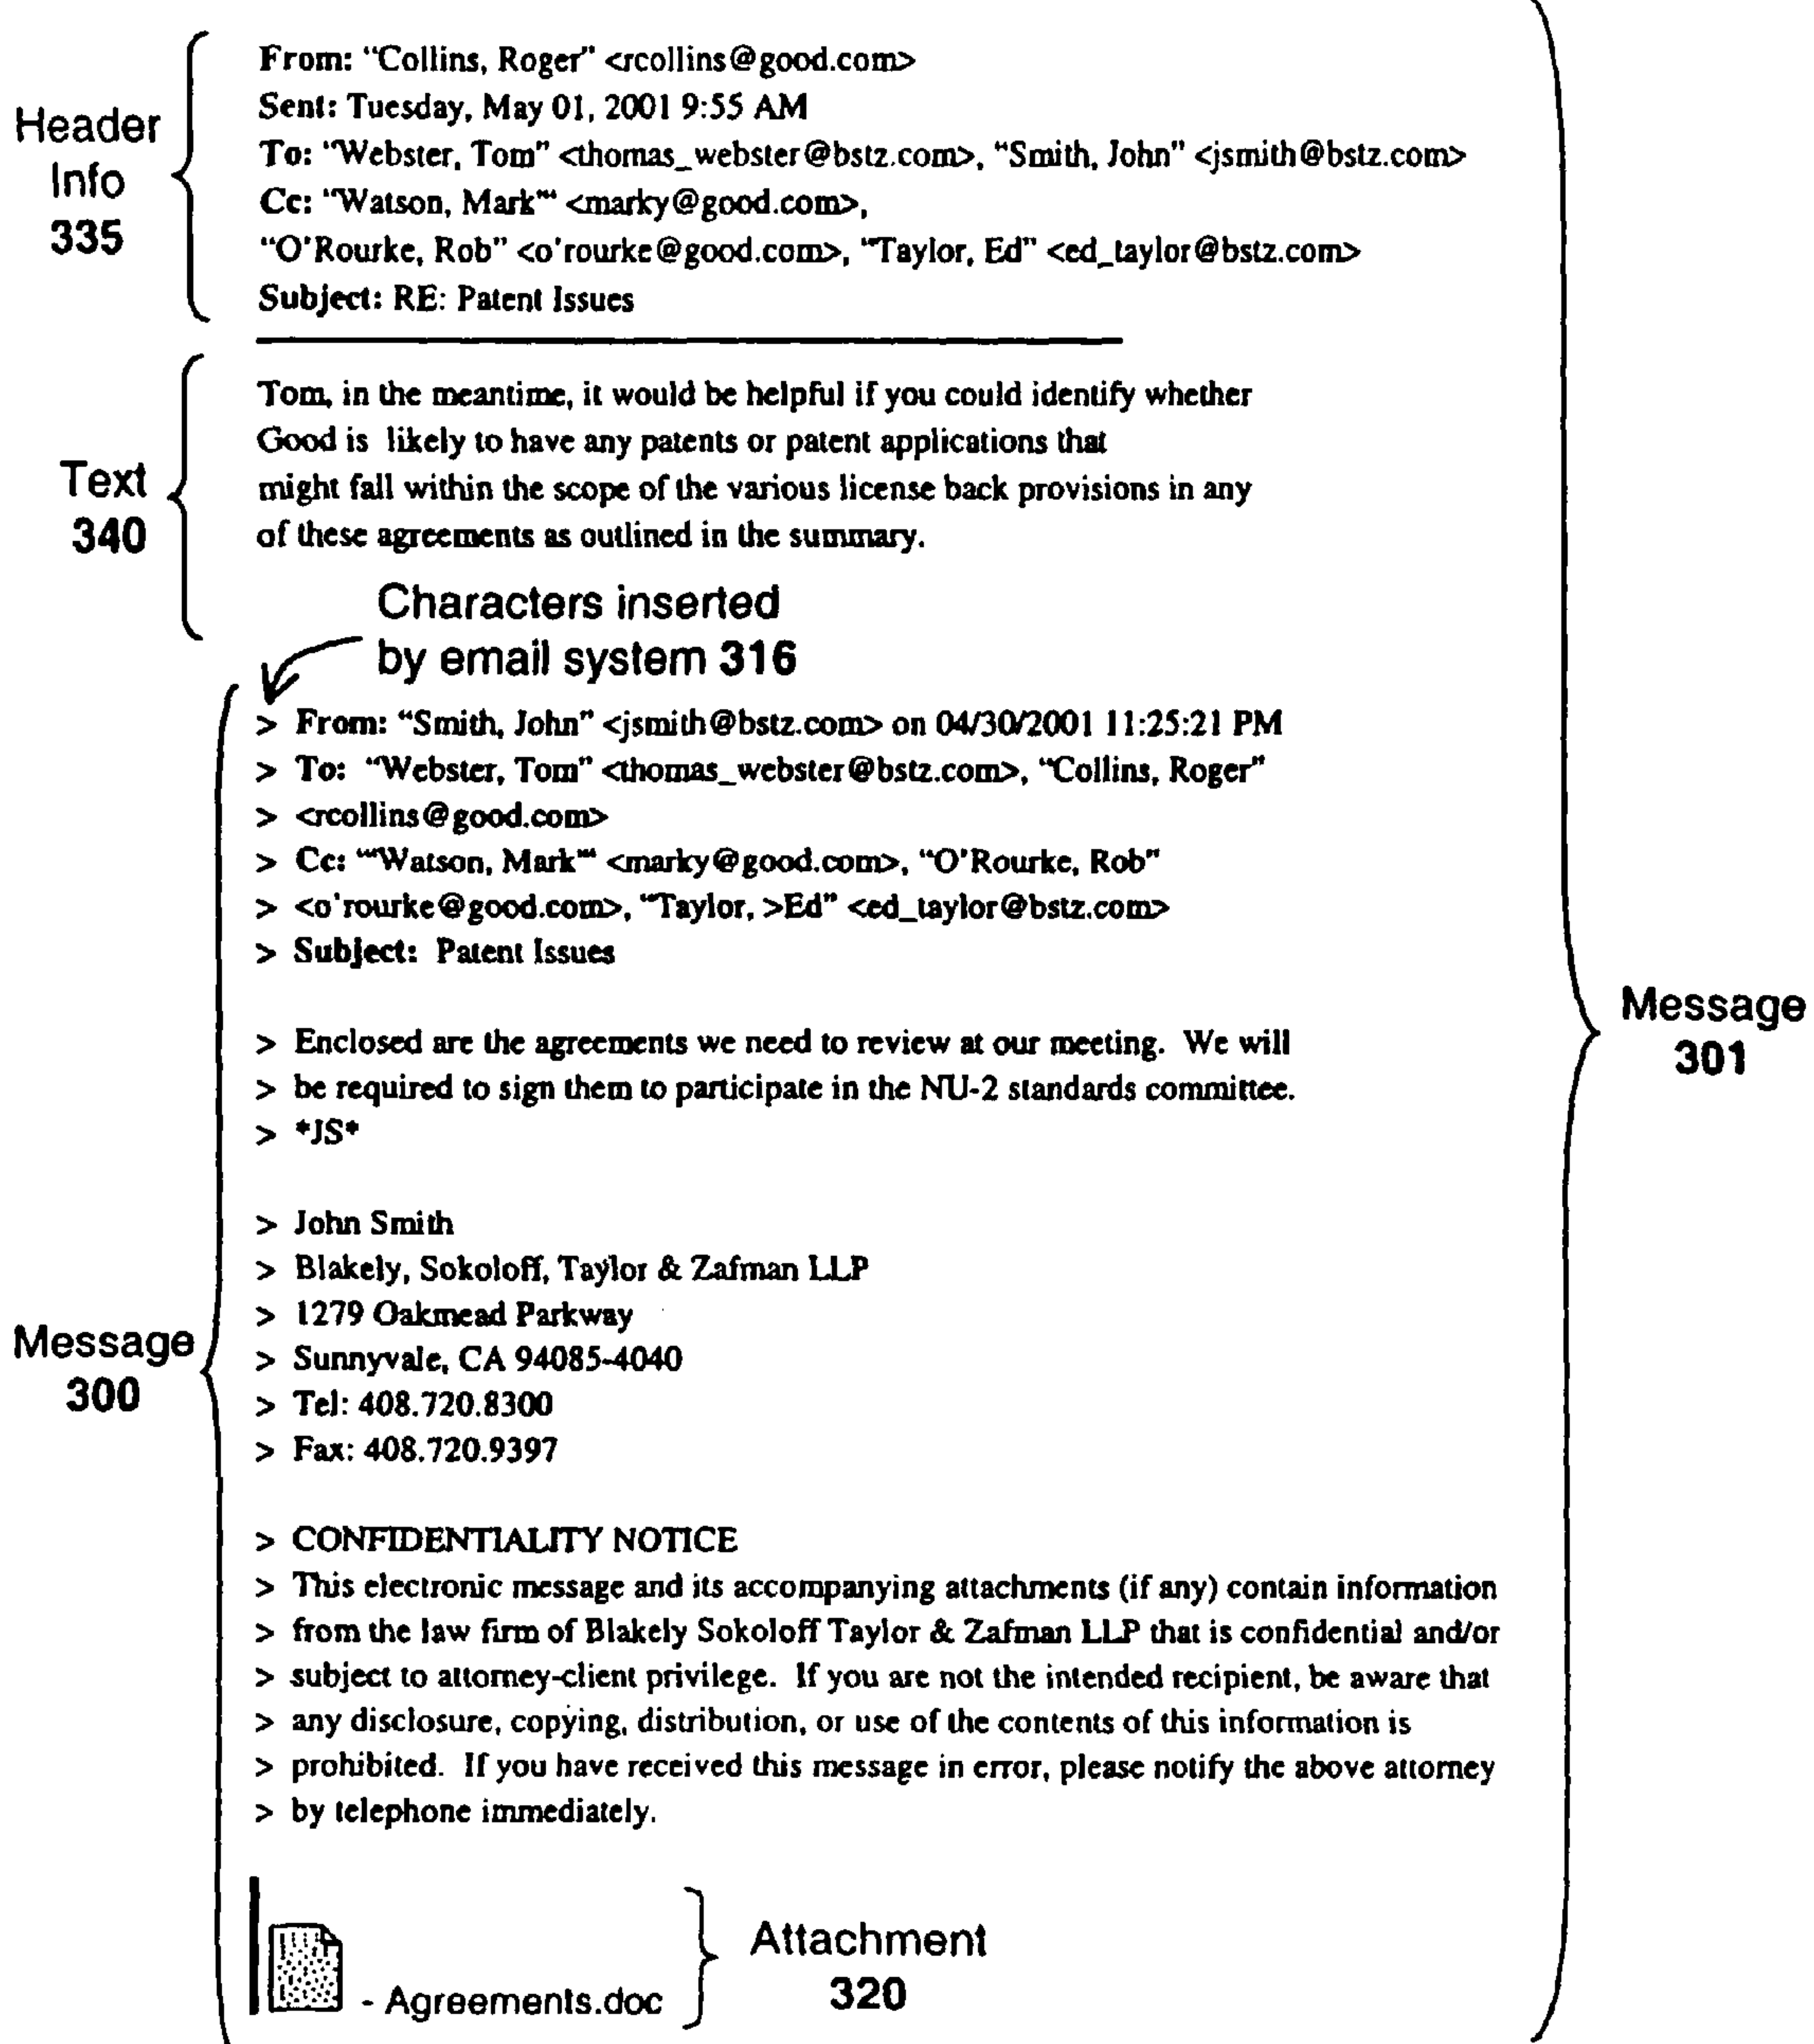 From: "Collins, Roger" <rcollins@good.com>
Sent: Tuesday, May 01, 2001 9:55 AM
To: "Webster, Tom" <thomas_webster@bstz.com>, "Smith, John" <jsmith@bstz.com>
Cc: "Watson, Mark'" <marky@good.com>,
"O'Rourke, Rob" <o'rourke@good.com>, "Taylor, Ed" <ed_taylor@bstz.com>
Subject: RE: Patent Issues
Header
Info
335
Tom, in the meantime, it would be helpful if you could identify whether
Good is likely to have any patents or patent applications that
might fall within the scope of the various license back provisions in any
of these agreements as outlined in the summary.
Text
340
Characters inserted
by email system 316
> From: "Smith, John" <jsmith@bstz.com> on 04/30/2001 11:25:21 PM
> To: "Webster, Tom" <thomas_webster@bstz.com>, "Collins, Roger"
> <rcollins@good.com>
> Cc: "'Watson, Mark'" <marky@good.com>, "O'Rourke, Rob"
> <o'rourke@good.com>, "Taylor, >Ed" <ed_taylor@bstz.com>
> Subject: Patent Issues
> Enclosed are the agreements we need to review at our meeting. We will
> be required to sign them to participate in the NU-2 standards committee.
> *JS*
> John Smith
> Blakely, Sokoloff, Taylor & Zafman LLP
> 1279 Oakmead Parkway
> Sunnyvale, CA 94085-4040
> Tel: 408.720.8300
> Fax: 408.720.9397
> CONFIDENTIALITY NOTICE
> This electronic message and its accompanying attachments (if any) contain information
> from the law firm of Blakely Sokoloff Taylor & Zafman LLP that is confidential and/or
> subject to attorney-client privilege. If you are not the intended recipient, be aware that
> any disclosure, copying, distribution, or use of the contents of this information is
> prohibited. If you have received this message in error, please notify the above attorney
> by telephone immediately.
- Agreements.doc
Attachment
320
Message
300
Message
301